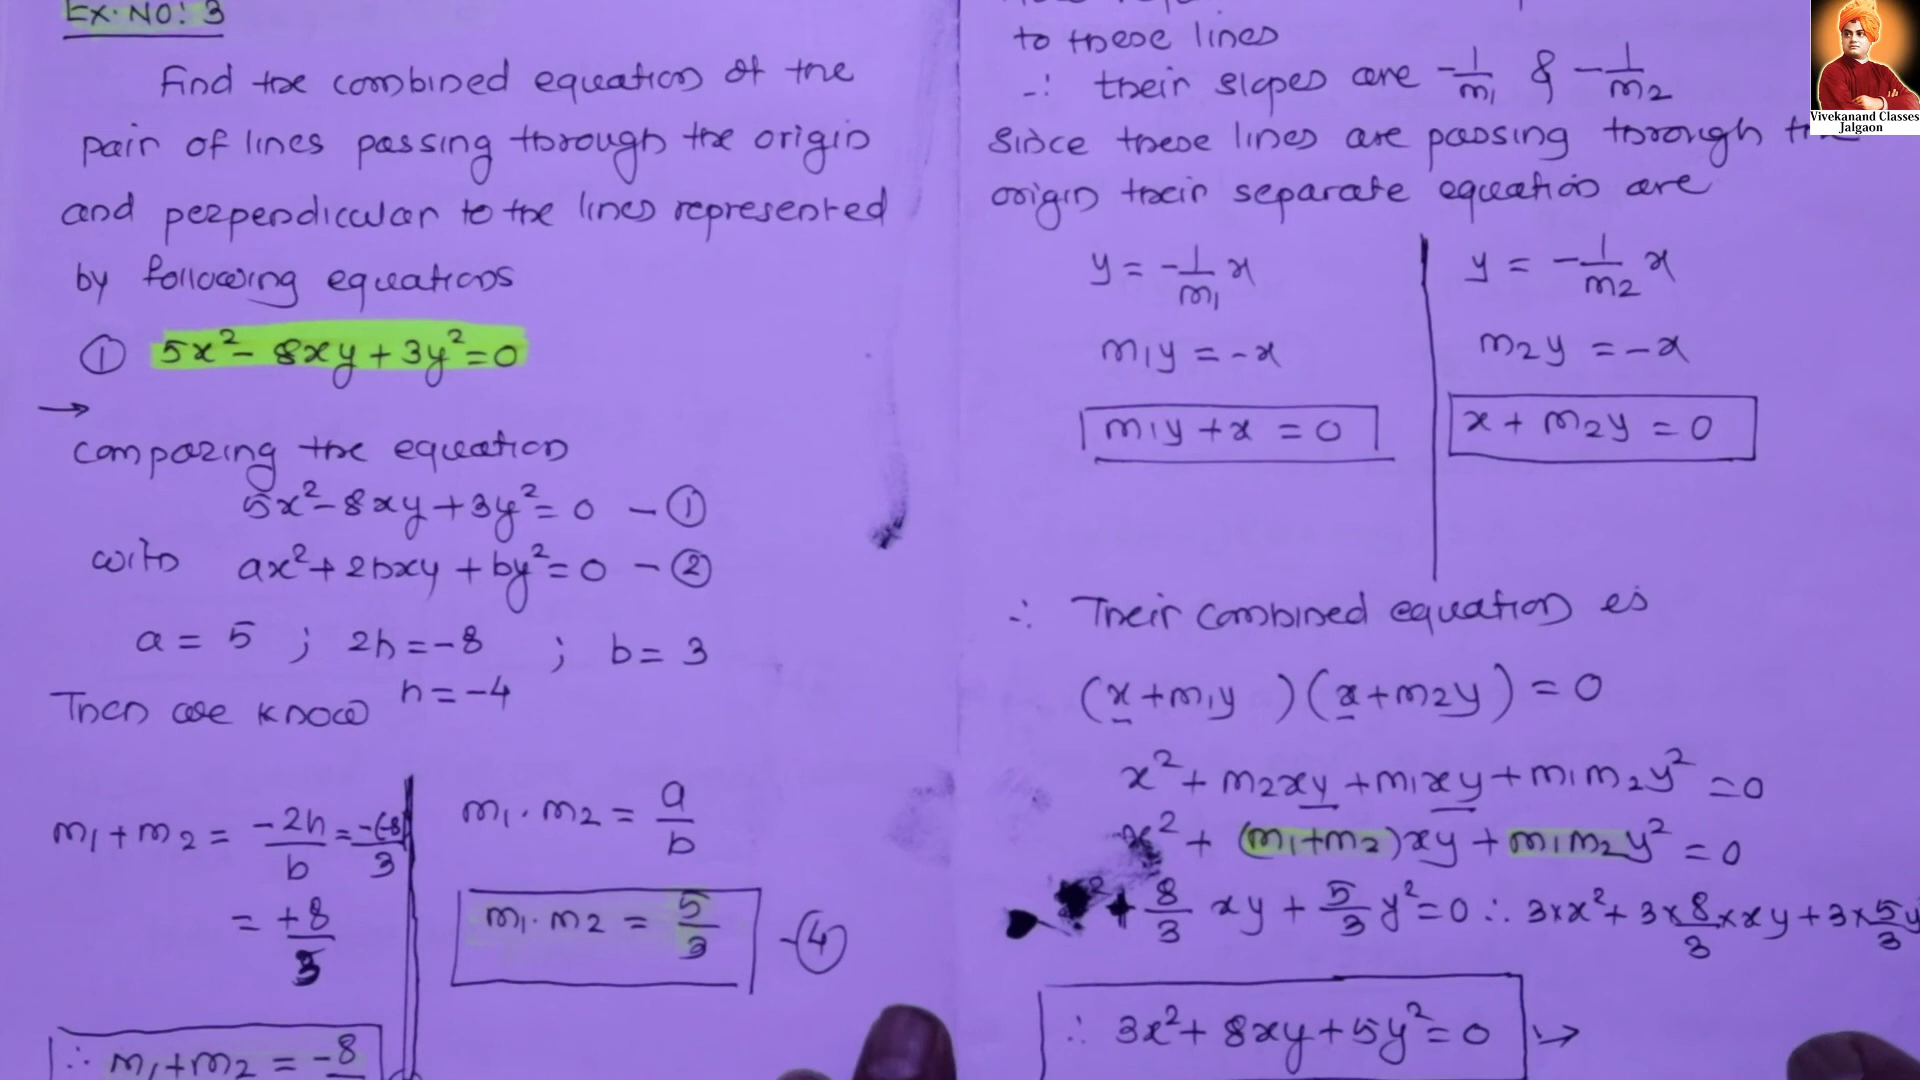 Ex. NO: 3
Find the combined equation of the
pair of lines passing through the origin
and perpendicular to the lines represented
by following equations
① 5x² - 8xy + 3y² = 0
→
comparing the equation
5x² - 8xy + 3y² = 0 - ①
with ax² + 2hxy + by² = 0 - ②
a = 5 ; 2h = -8 ; b = 3
h = -4
Then we know
m₁ + m₂ = -2h/b = -(-8)/3
= +8/3
∴ m₁ + m₂ = -8
m₁ . m₂ = a/b
m₁ . m₂ = 5/3 - ④
to these lines
∴ their slopes are -1/m₁ & -1/m₂
Since these lines are passing through
origin their separate equation are
y = -1/m₁ x
m₁y = -x
m₁y + x = 0
y = -1/m₂ x
m₂y = -x
x + m₂y = 0
∴ Their combined equation is
(x + m₁y ) (x + m₂y) = 0
x² + m₂xy + m₁xy + m₁m₂y² = 0
x² + (m₁+m₂)xy + m₁m₂y² = 0
x² + 8/3 xy + 5/3 y² = 0 ∴ 3×x² + 3×8/3×xy + 3×5/3y
∴ 3x² + 8xy + 5y² = 0 →
Vivekanand Classes
Jalgaon